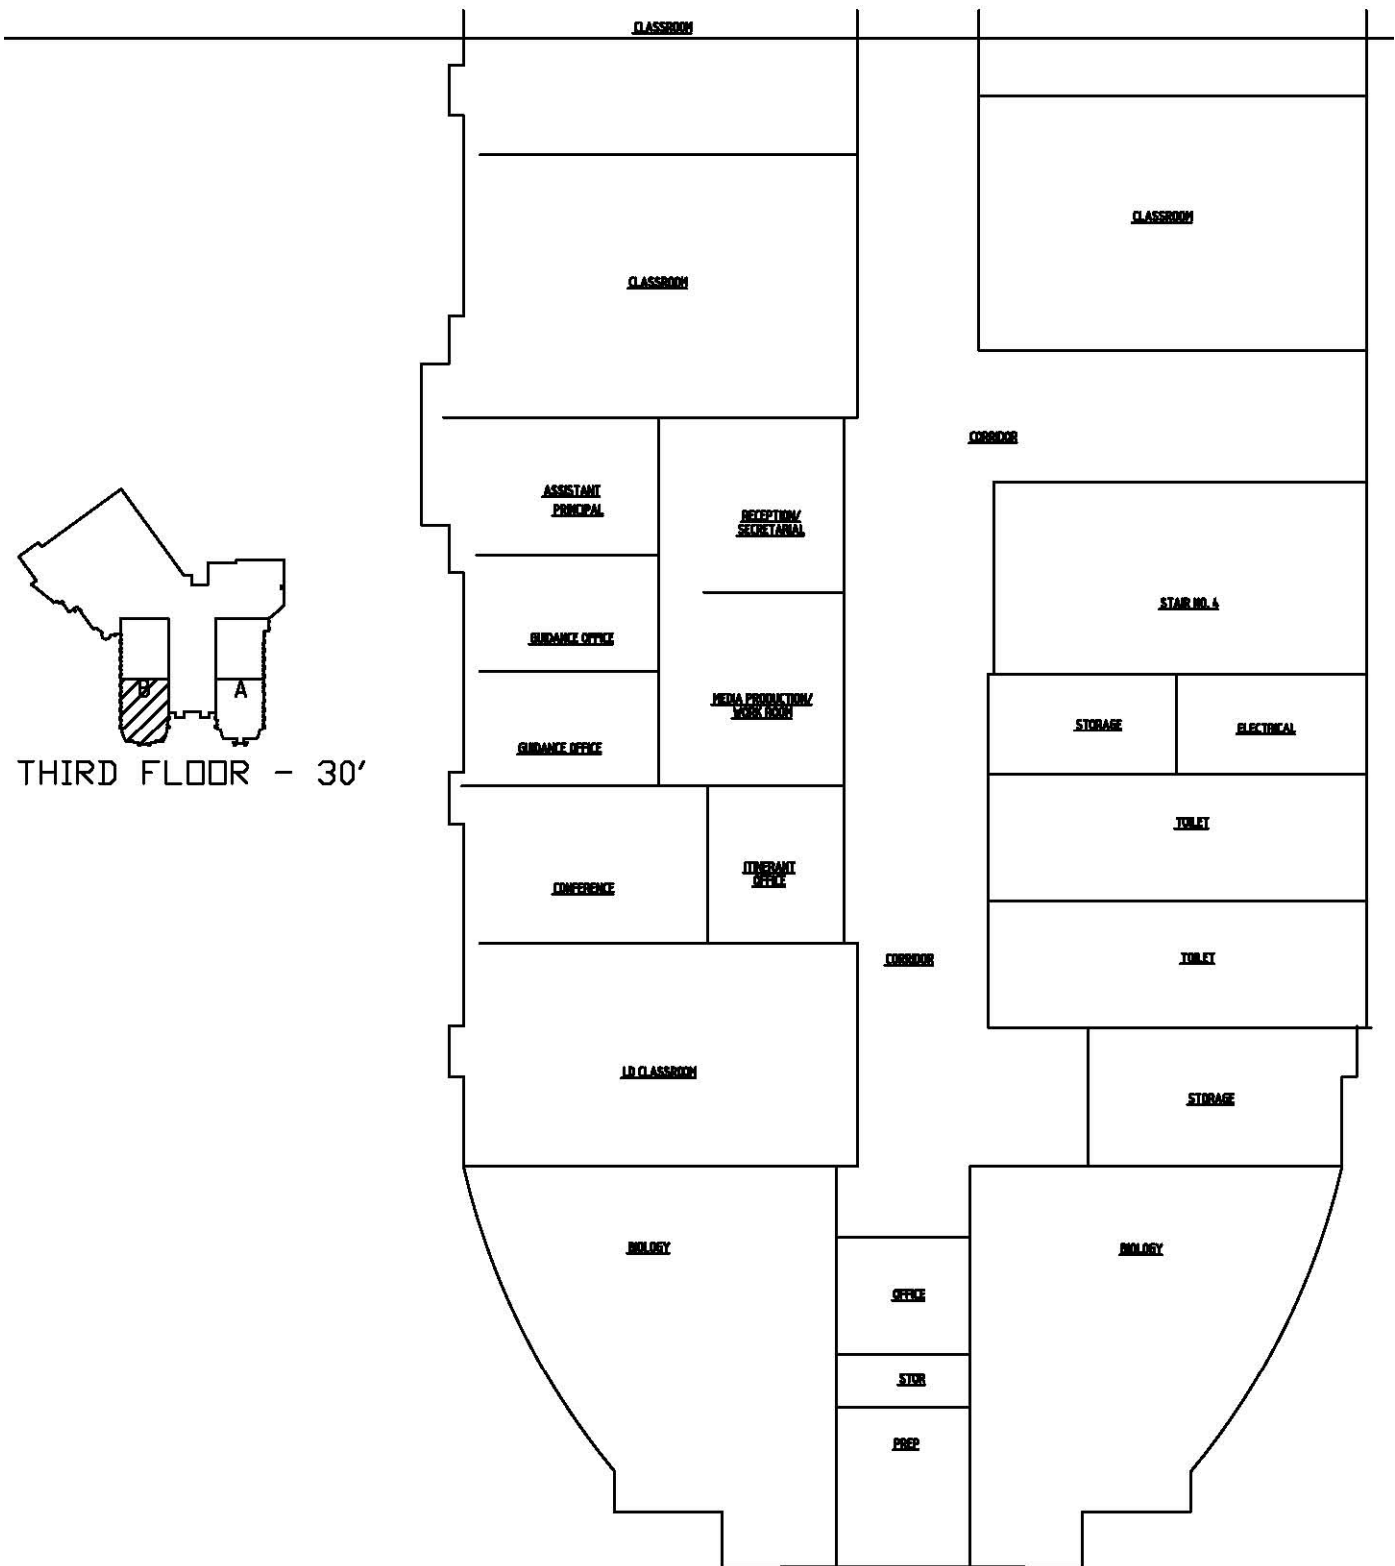 CLASSROOM
CLASSROOM
CLASSROOM
CORRIDOR
ASSISTANT
PRINCIPAL
RECEPTION/
SECRETARIAL
STAIR NO. 4
GUIDANCE OFFICE
B
A
MEDIA PRODUCTION/
WORK ROOM
STORAGE
ELECTRICAL
GUIDANCE OFFICE
THIRD FLOOR - 30'
TOILET
CONFERENCE
ITINERANT
OFFICE
CORRIDOR
TOILET
LD CLASSROOM
STORAGE
BIOLOGY
BIOLOGY
OFFICE
STOR
PREP